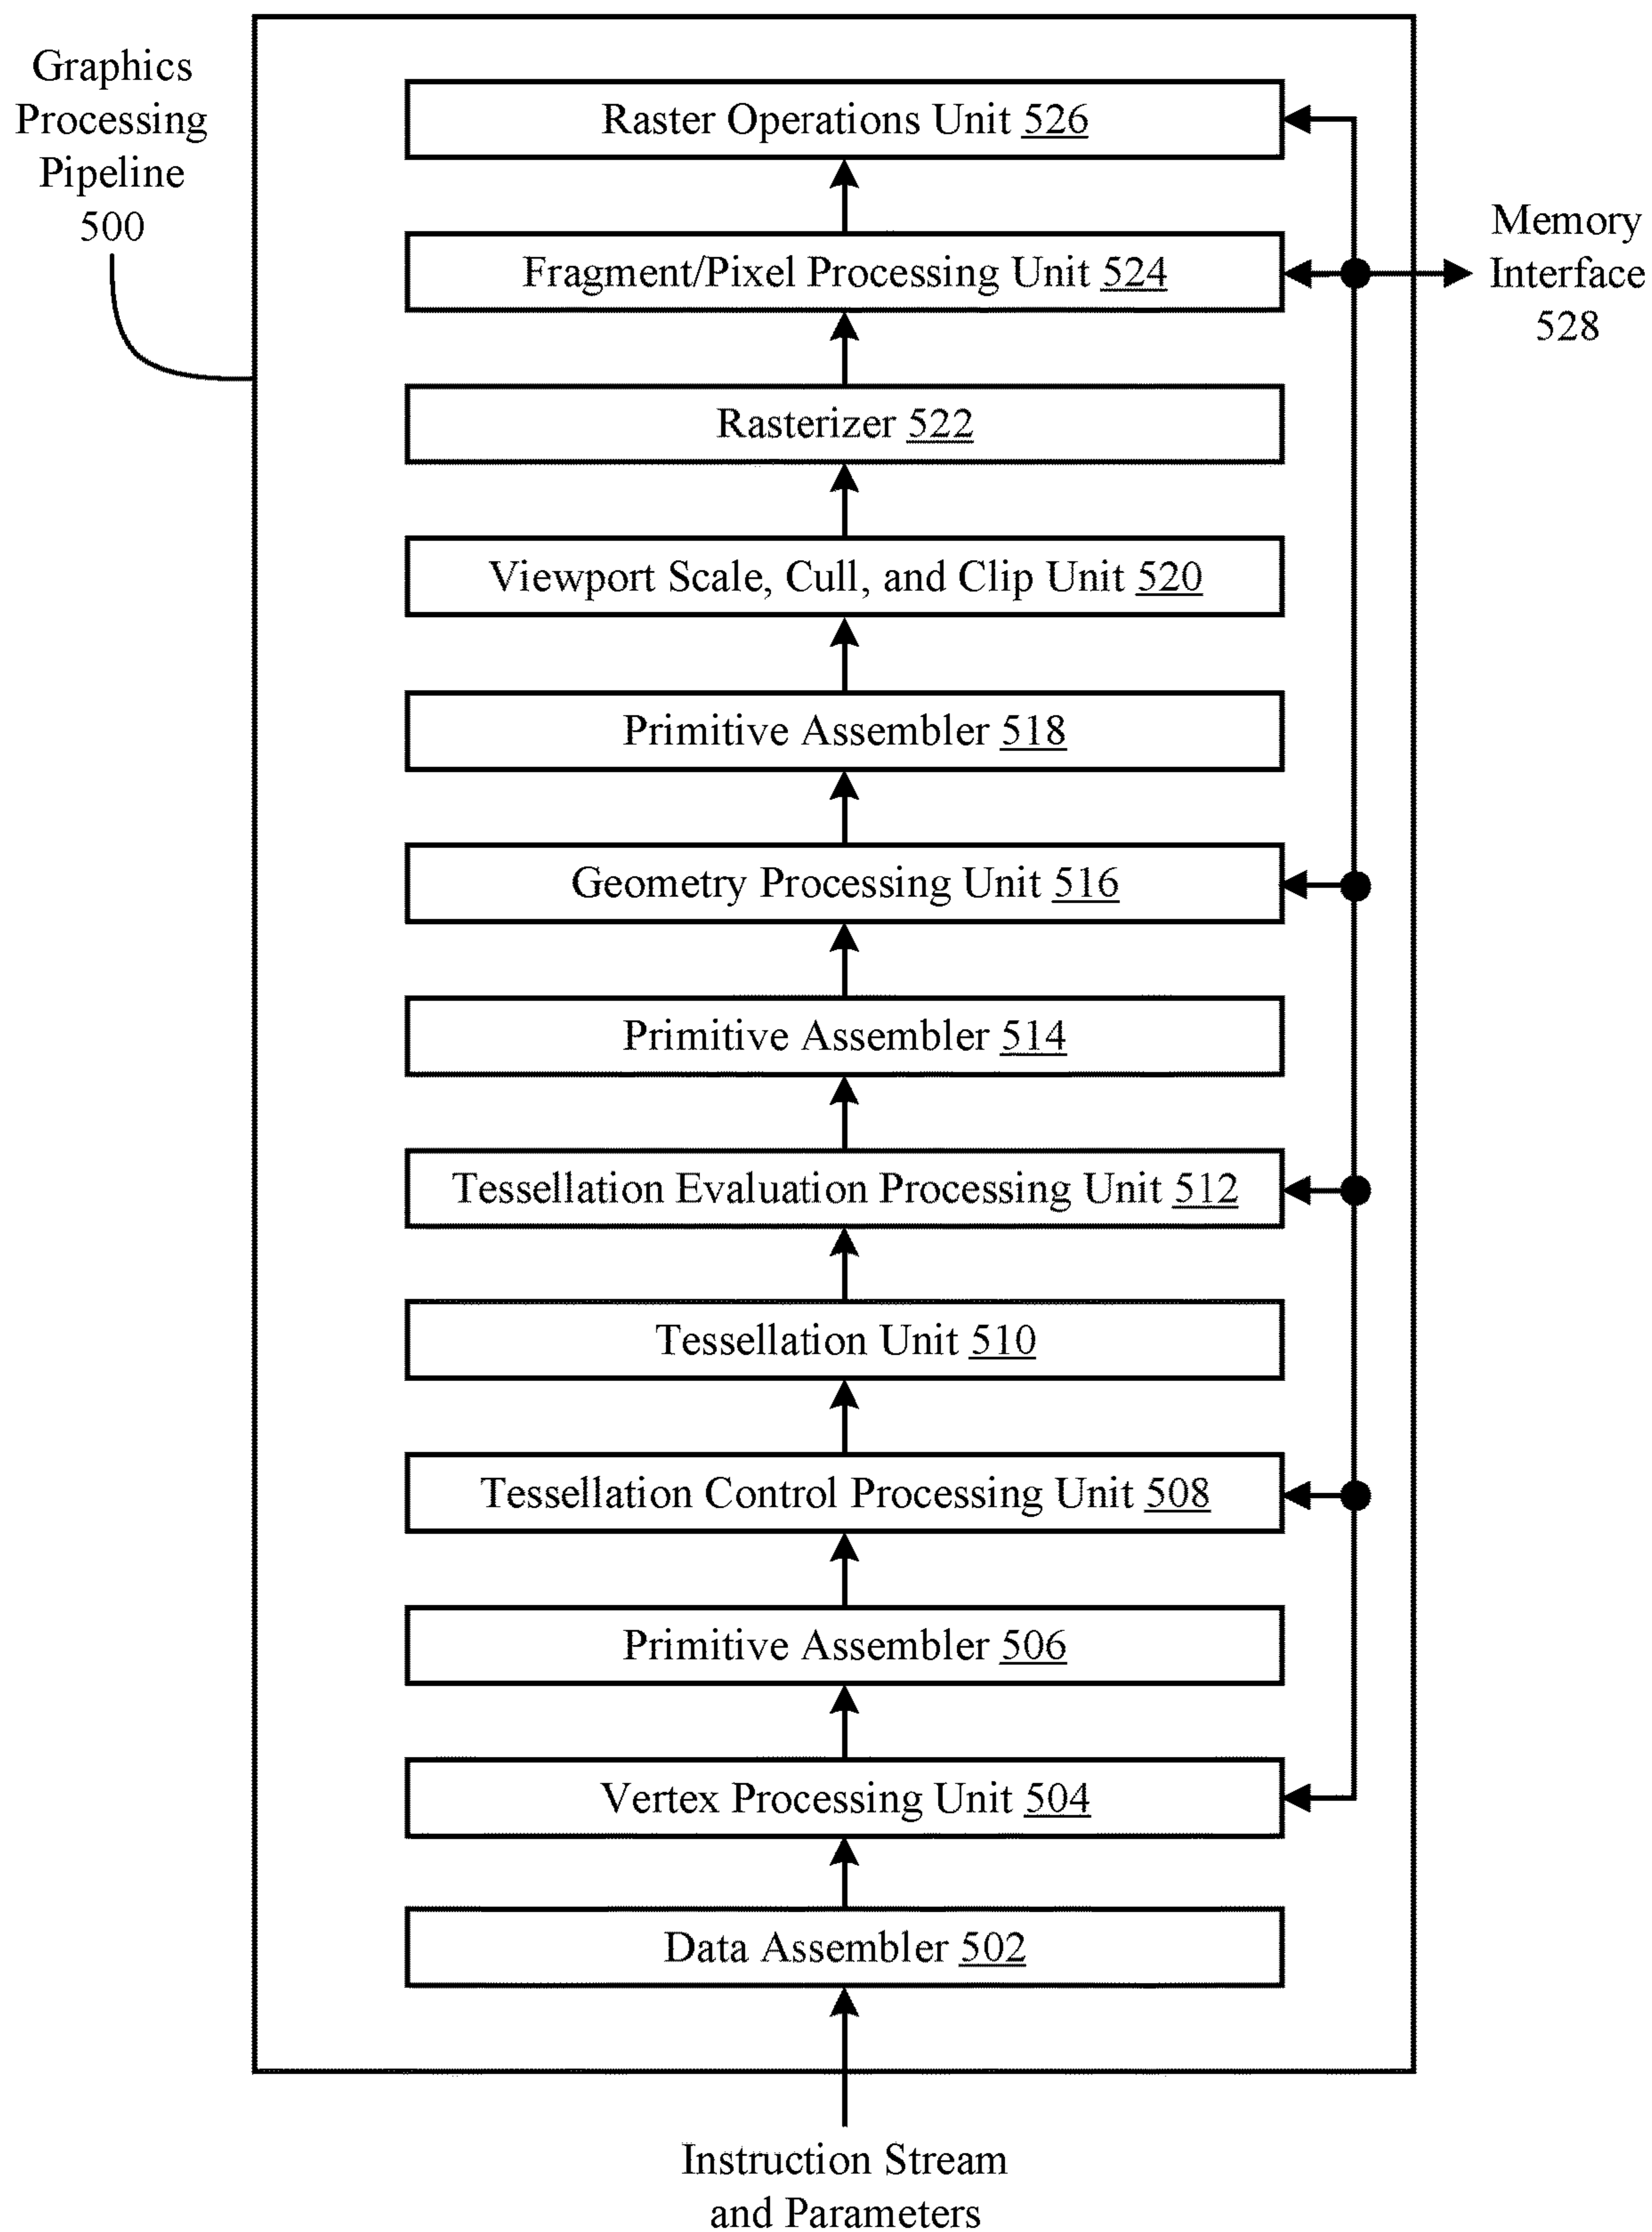 Graphics
Processing
Pipeline
500
Raster Operations Unit 526
Fragment/Pixel Processing Unit 524
Memory
Interface
528
Rasterizer 522
Viewport Scale, Cull, and Clip Unit 520
Primitive Assembler 518
Geometry Processing Unit 516
Primitive Assembler 514
Tessellation Evaluation Processing Unit 512
Tessellation Unit 510
Tessellation Control Processing Unit 508
Primitive Assembler 506
Vertex Processing Unit 504
Data Assembler 502
Instruction Stream
and Parameters